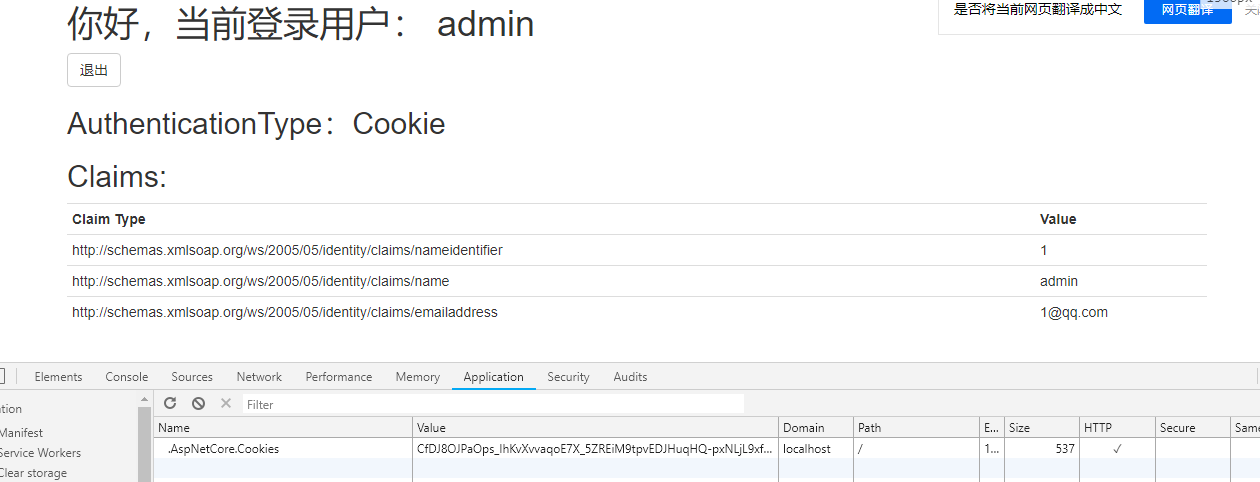 你好，当前登录用户： admin
是否将当前网页翻译成中文 网页翻译
退出
AuthenticationType：Cookie
Claims:
Claim Type Value
http://schemas.xmlsoap.org/ws/2005/05/identity/claims/nameidentifier 1
http://schemas.xmlsoap.org/ws/2005/05/identity/claims/name admin
http://schemas.xmlsoap.org/ws/2005/05/identity/claims/emailaddress 1@qq.com
Elements Console Sources Network Performance Memory Application Security Audits
Filter
ation
Manifest
Service Workers
Clear storage
Name Value Domain Path E... Size HTTP Secure Same
.AspNetCore.Cookies CfDJ8OJPaOps_lhKvXvvaqoE7X_5ZREiM9tpvEDJHuqHQ-pxNLjL9xf... localhost / 1... 537 ✓